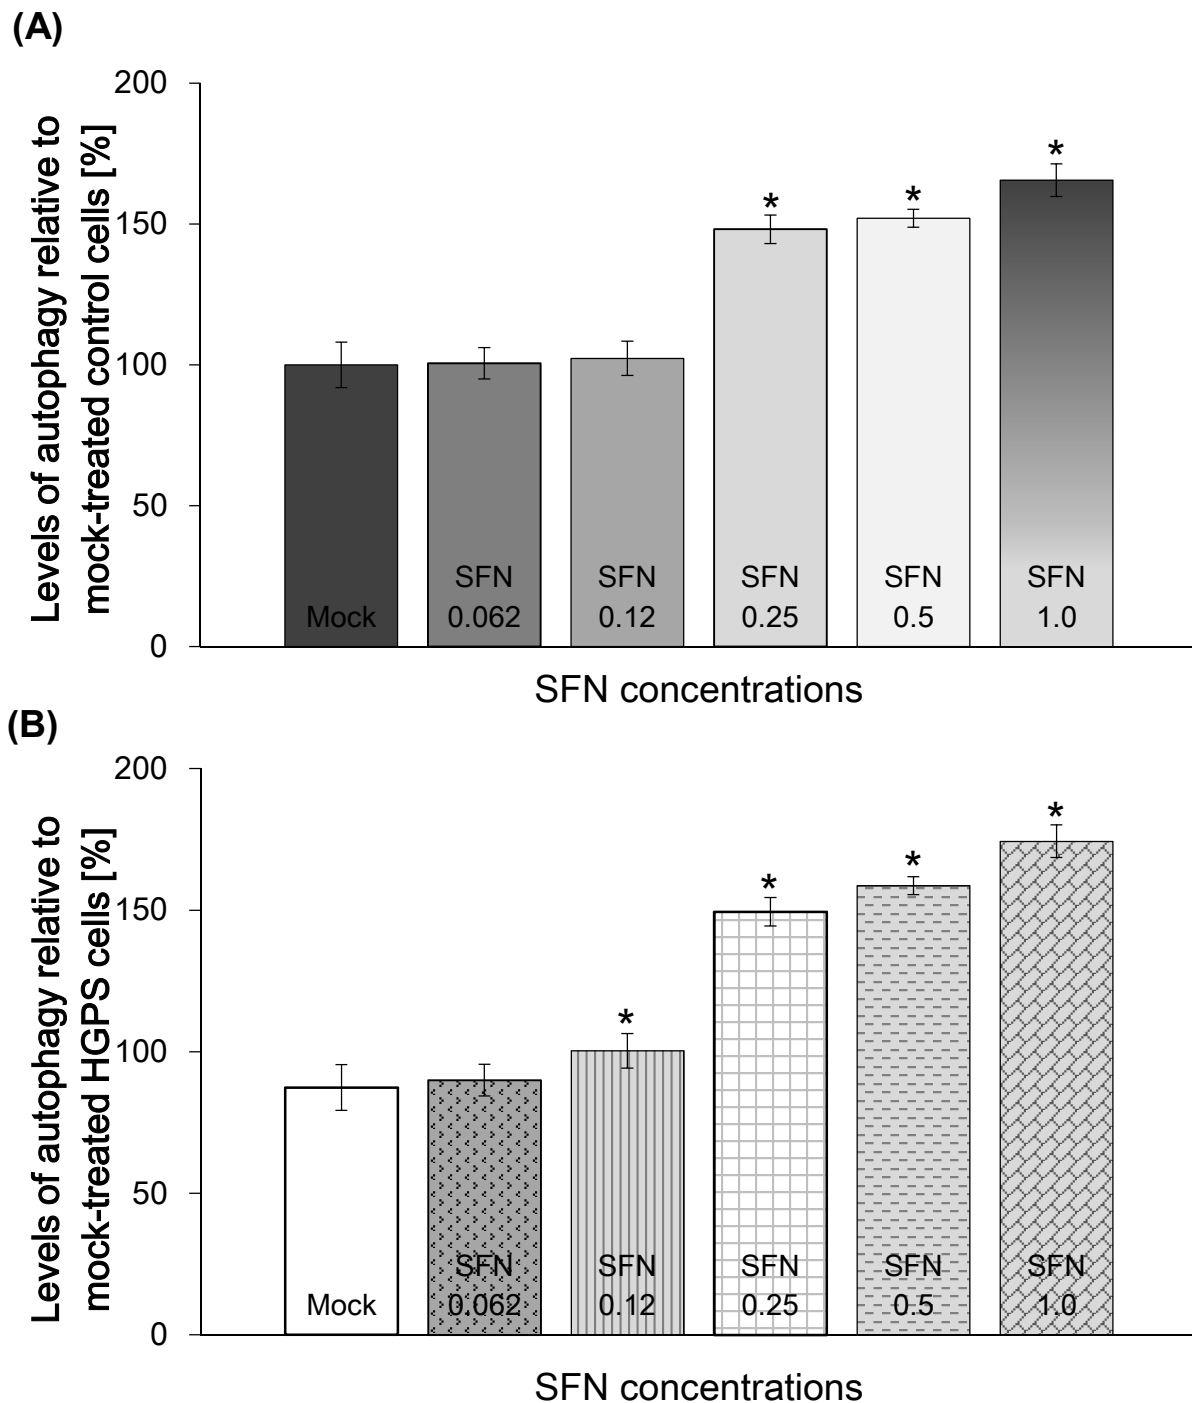 (A)
Levels of autophagy relative to
mock-treated control cells [%]
200
150
100
50
0
*
*
*
Mock
SFN
0.062
SFN
0.12
SFN
0.25
SFN
0.5
SFN
1.0
SFN concentrations
(B)
Levels of autophagy relative to
mock-treated HGPS cells [%]
200
150
100
50
0
*
*
*
*
Mock
SFN
0.062
SFN
0.12
SFN
0.25
SFN
0.5
SFN
1.0
SFN concentrations